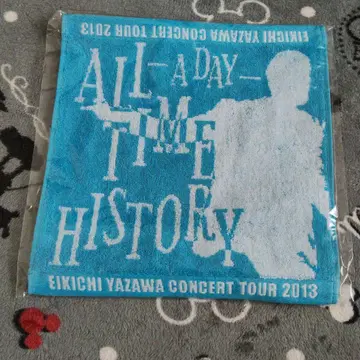 EIKICHI YAZAWA CONCERT TOUR 2013
ALL - A DAY -
TIME
HISTORY
EIKICHI YAZAWA CONCERT TOUR 2013